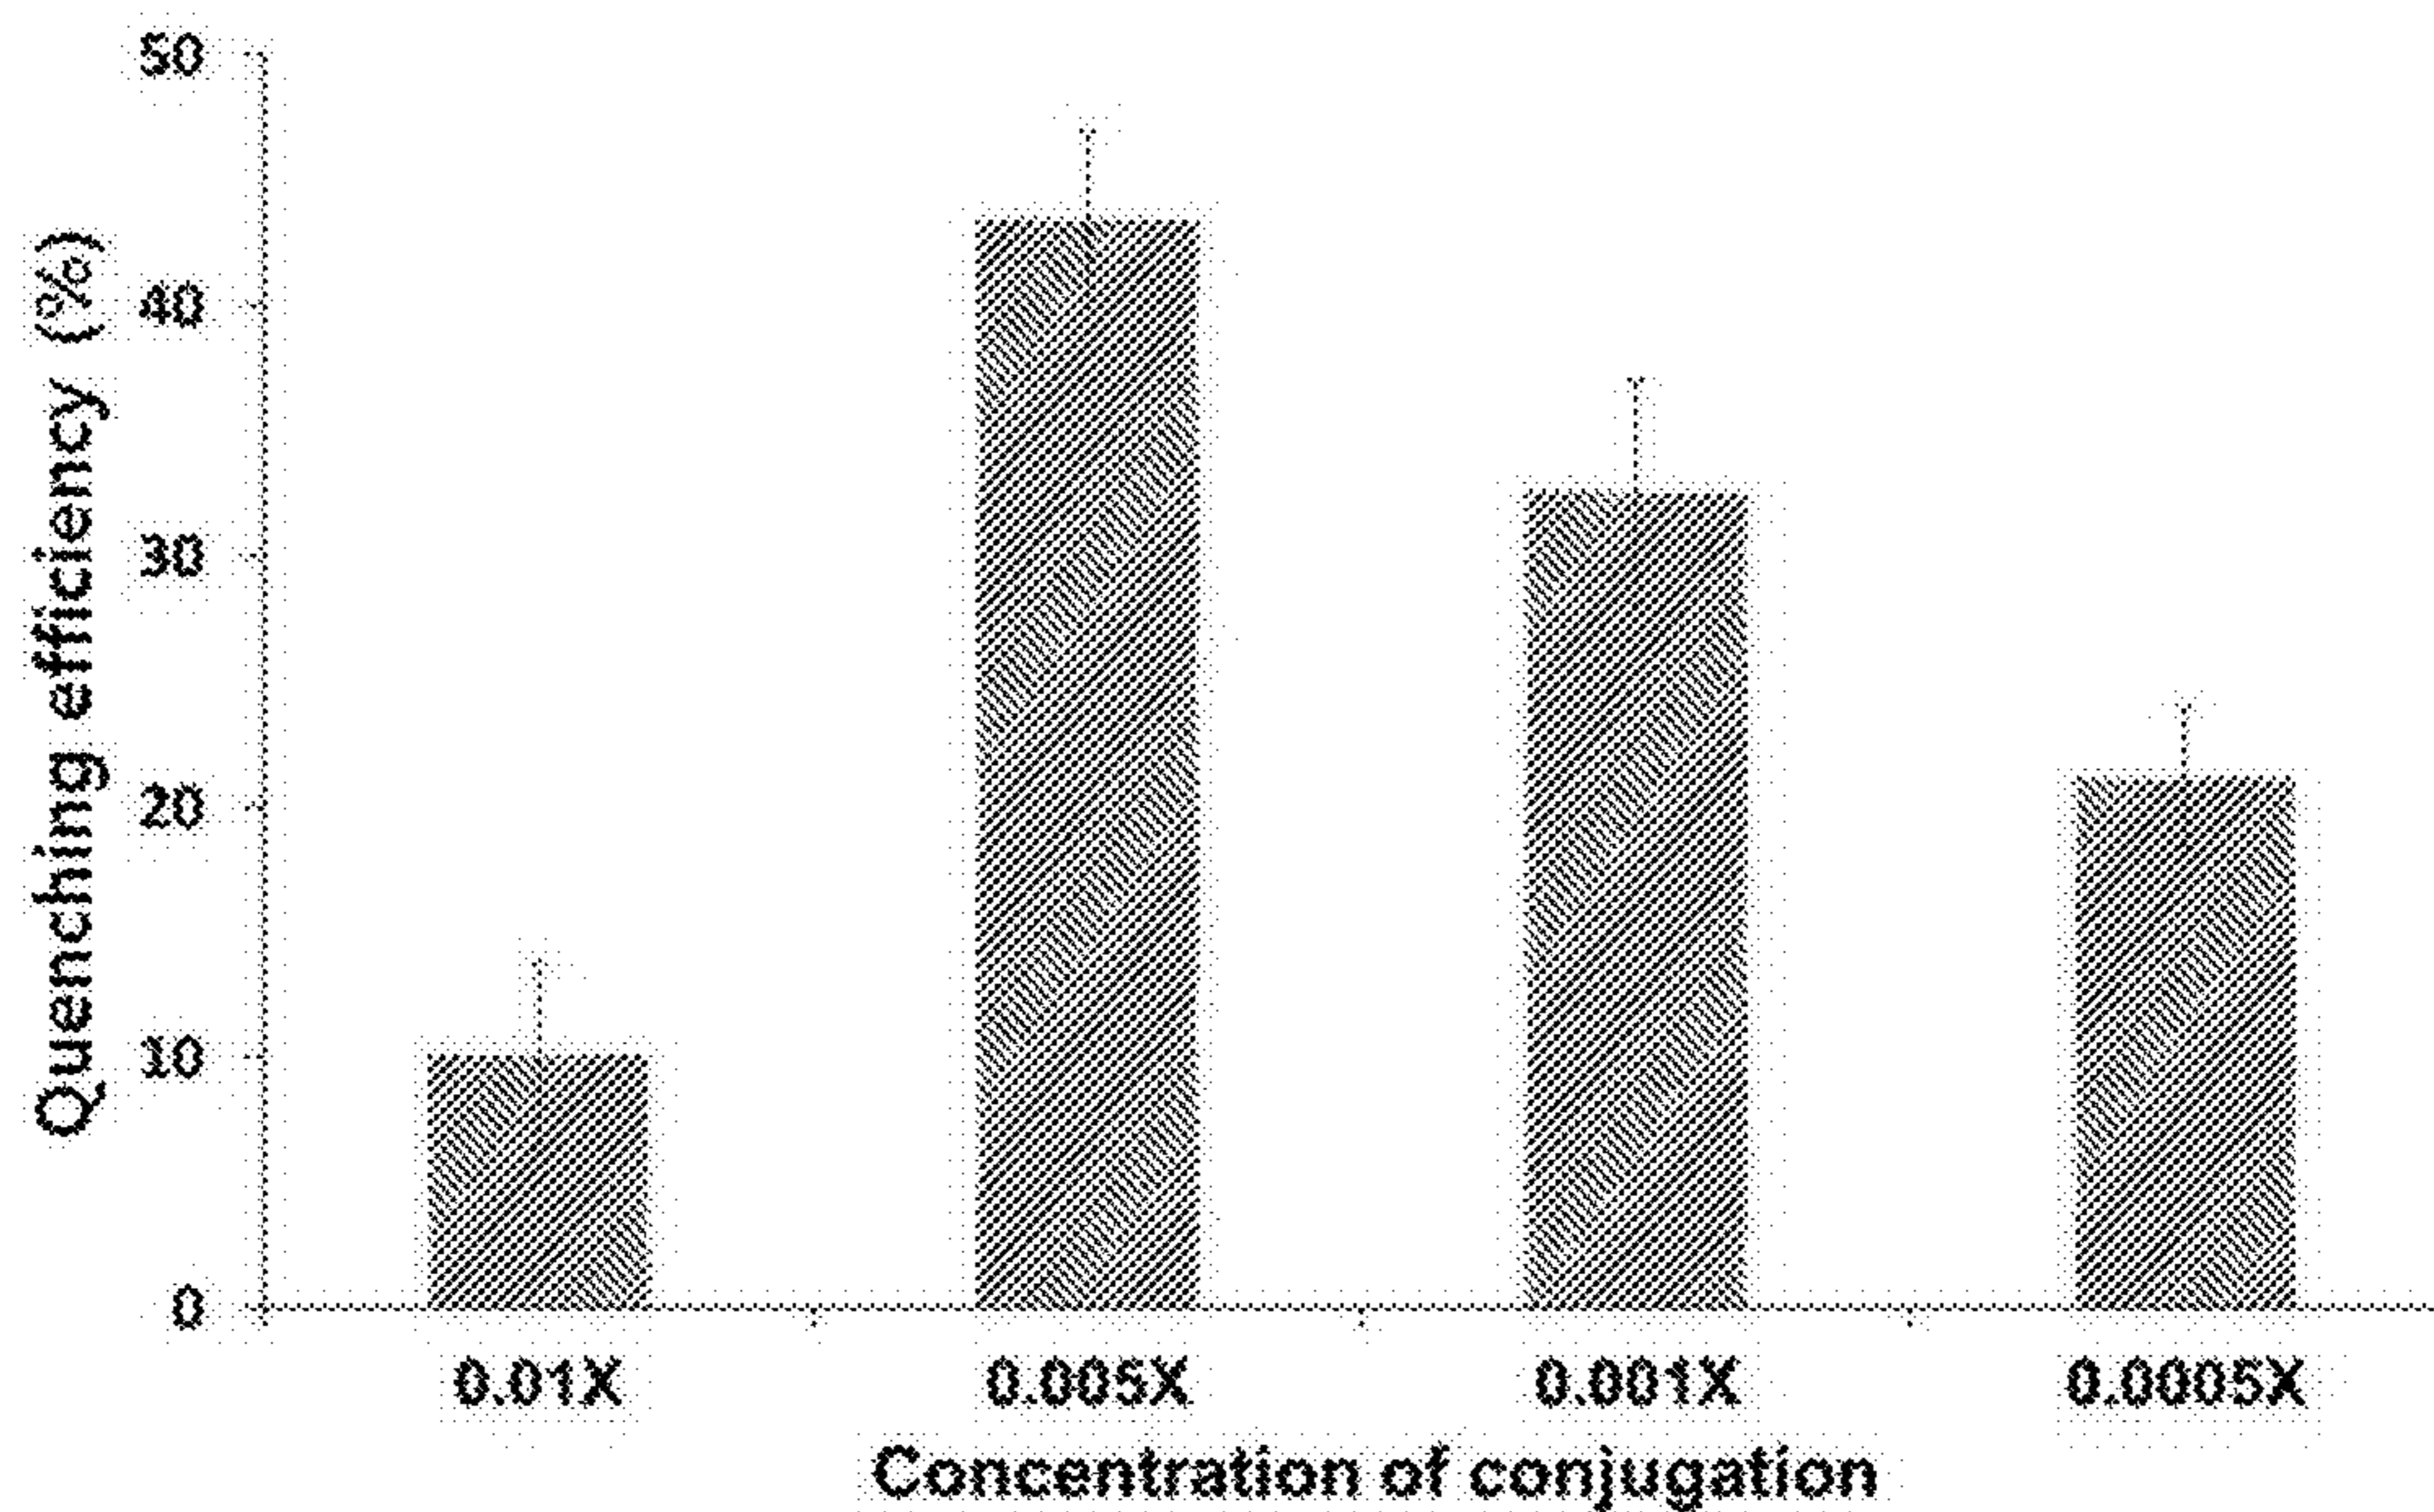 Quenching efficiency (%)
50
40
30
20
10
0
0.01X 0.005X 0.001X 0.0005X
Concentration of conjugation